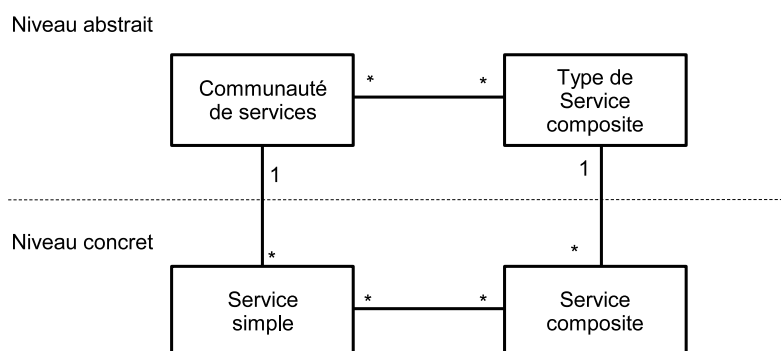 Niveau abstrait
Communauté
de services
*
*
Type de
Service
composite
1
1
Niveau concret
*
*
Service
simple
*
*
Service
composite